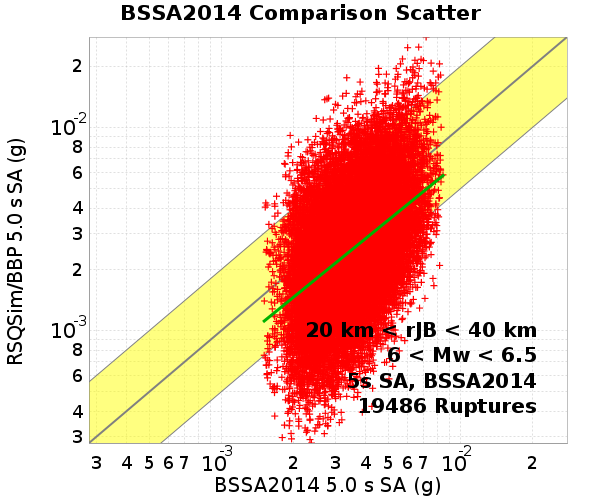 BSSA2014 Comparison Scatter
RSQSim/BBP 5.0 s SA (g)
2
10-2
8
6
4
3
2
10-3
8
6
4
3
20 km < rJB < 40 km
6 < Mw < 6.5
5s SA, BSSA2014
19486 Ruptures
3 4 5 6 7 10-3 2 3 4 5 6 7 10-2 2
BSSA2014 5.0 s SA (g)